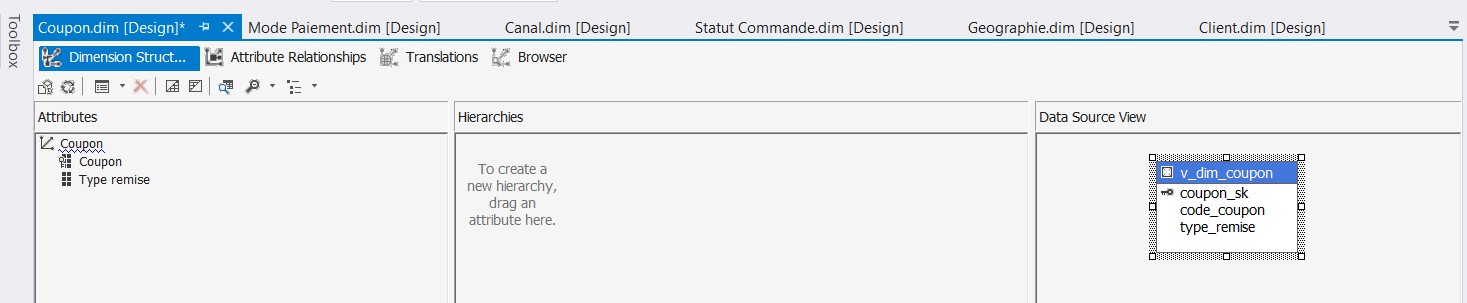 Toolbox
Coupon.dim [Design]*
Mode Paiement.dim [Design]
Canal.dim [Design]
Statut Commande.dim [Design]
Geographie.dim [Design]
Client.dim [Design]
Dimension Struct...
Attribute Relationships
Translations
Browser
Attributes
Coupon
Coupon
Type remise
Hierarchies
To create a
new hierarchy,
drag an
attribute here.
Data Source View
v_dim_coupon
coupon_sk
code_coupon
type_remise